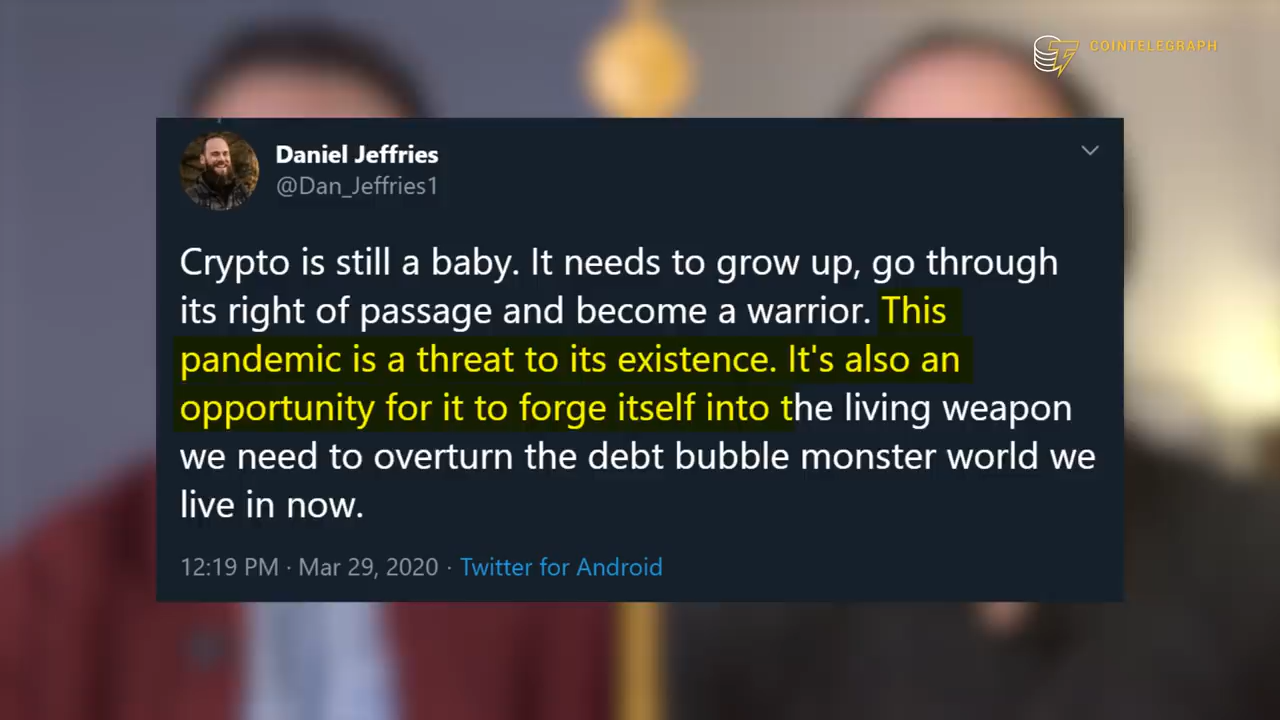 COINTELEGRAPH
Daniel Jeffries
@Dan_Jeffries1
Crypto is still a baby. It needs to grow up, go through
its right of passage and become a warrior. This
pandemic is a threat to its existence. It's also an
opportunity for it to forge itself into the living weapon
we need to overturn the debt bubble monster world we
live in now.
12:19 PM · Mar 29, 2020 · Twitter for Android